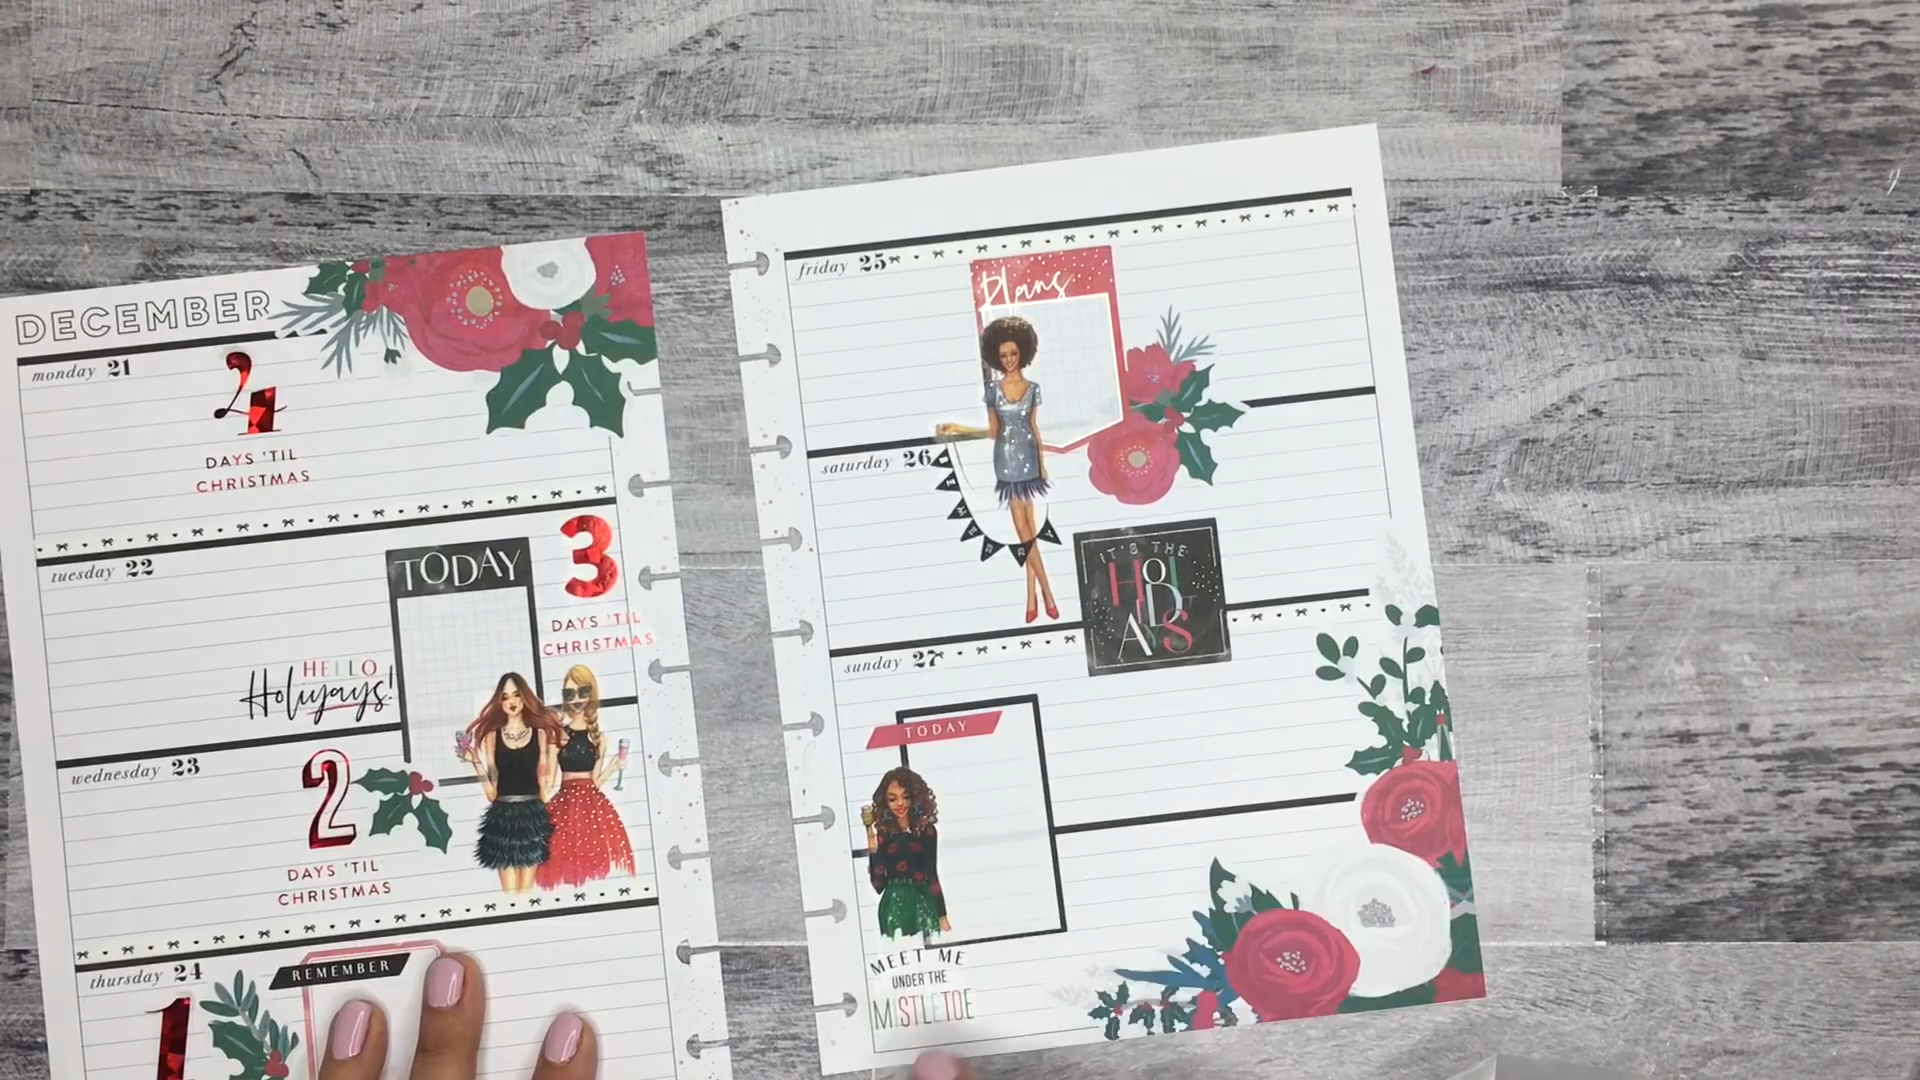 DECEMBER
monday 21
4
DAYS 'TIL
CHRISTMAS
tuesday 22
TODAY
3
DAYS 'TIL
CHRISTMAS
HELLO
Holiyays!
wednesday 23
2
DAYS 'TIL
CHRISTMAS
thursday 24
REMEMBER
1
friday 25
Plans
saturday 26
IT'S THE
HOLIDAYS
sunday 27
TODAY
MEET ME
UNDER THE
MISTLETOE